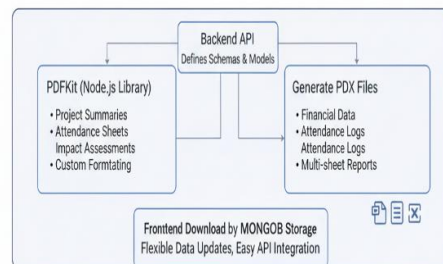 Backend API
Defines Schemas & Models
PDFKit (Node.js Library)
• Project Summaries
• Attendance Sheets
Impact Assessments
• Custom Formtating
Generate PDX Files
• Financial Data
• Attendance Logs
Attendance Logs
• Multi-sheet Reports
Frontend Download by MONGOB Storage
Flexible Data Updates, Easy API Integration